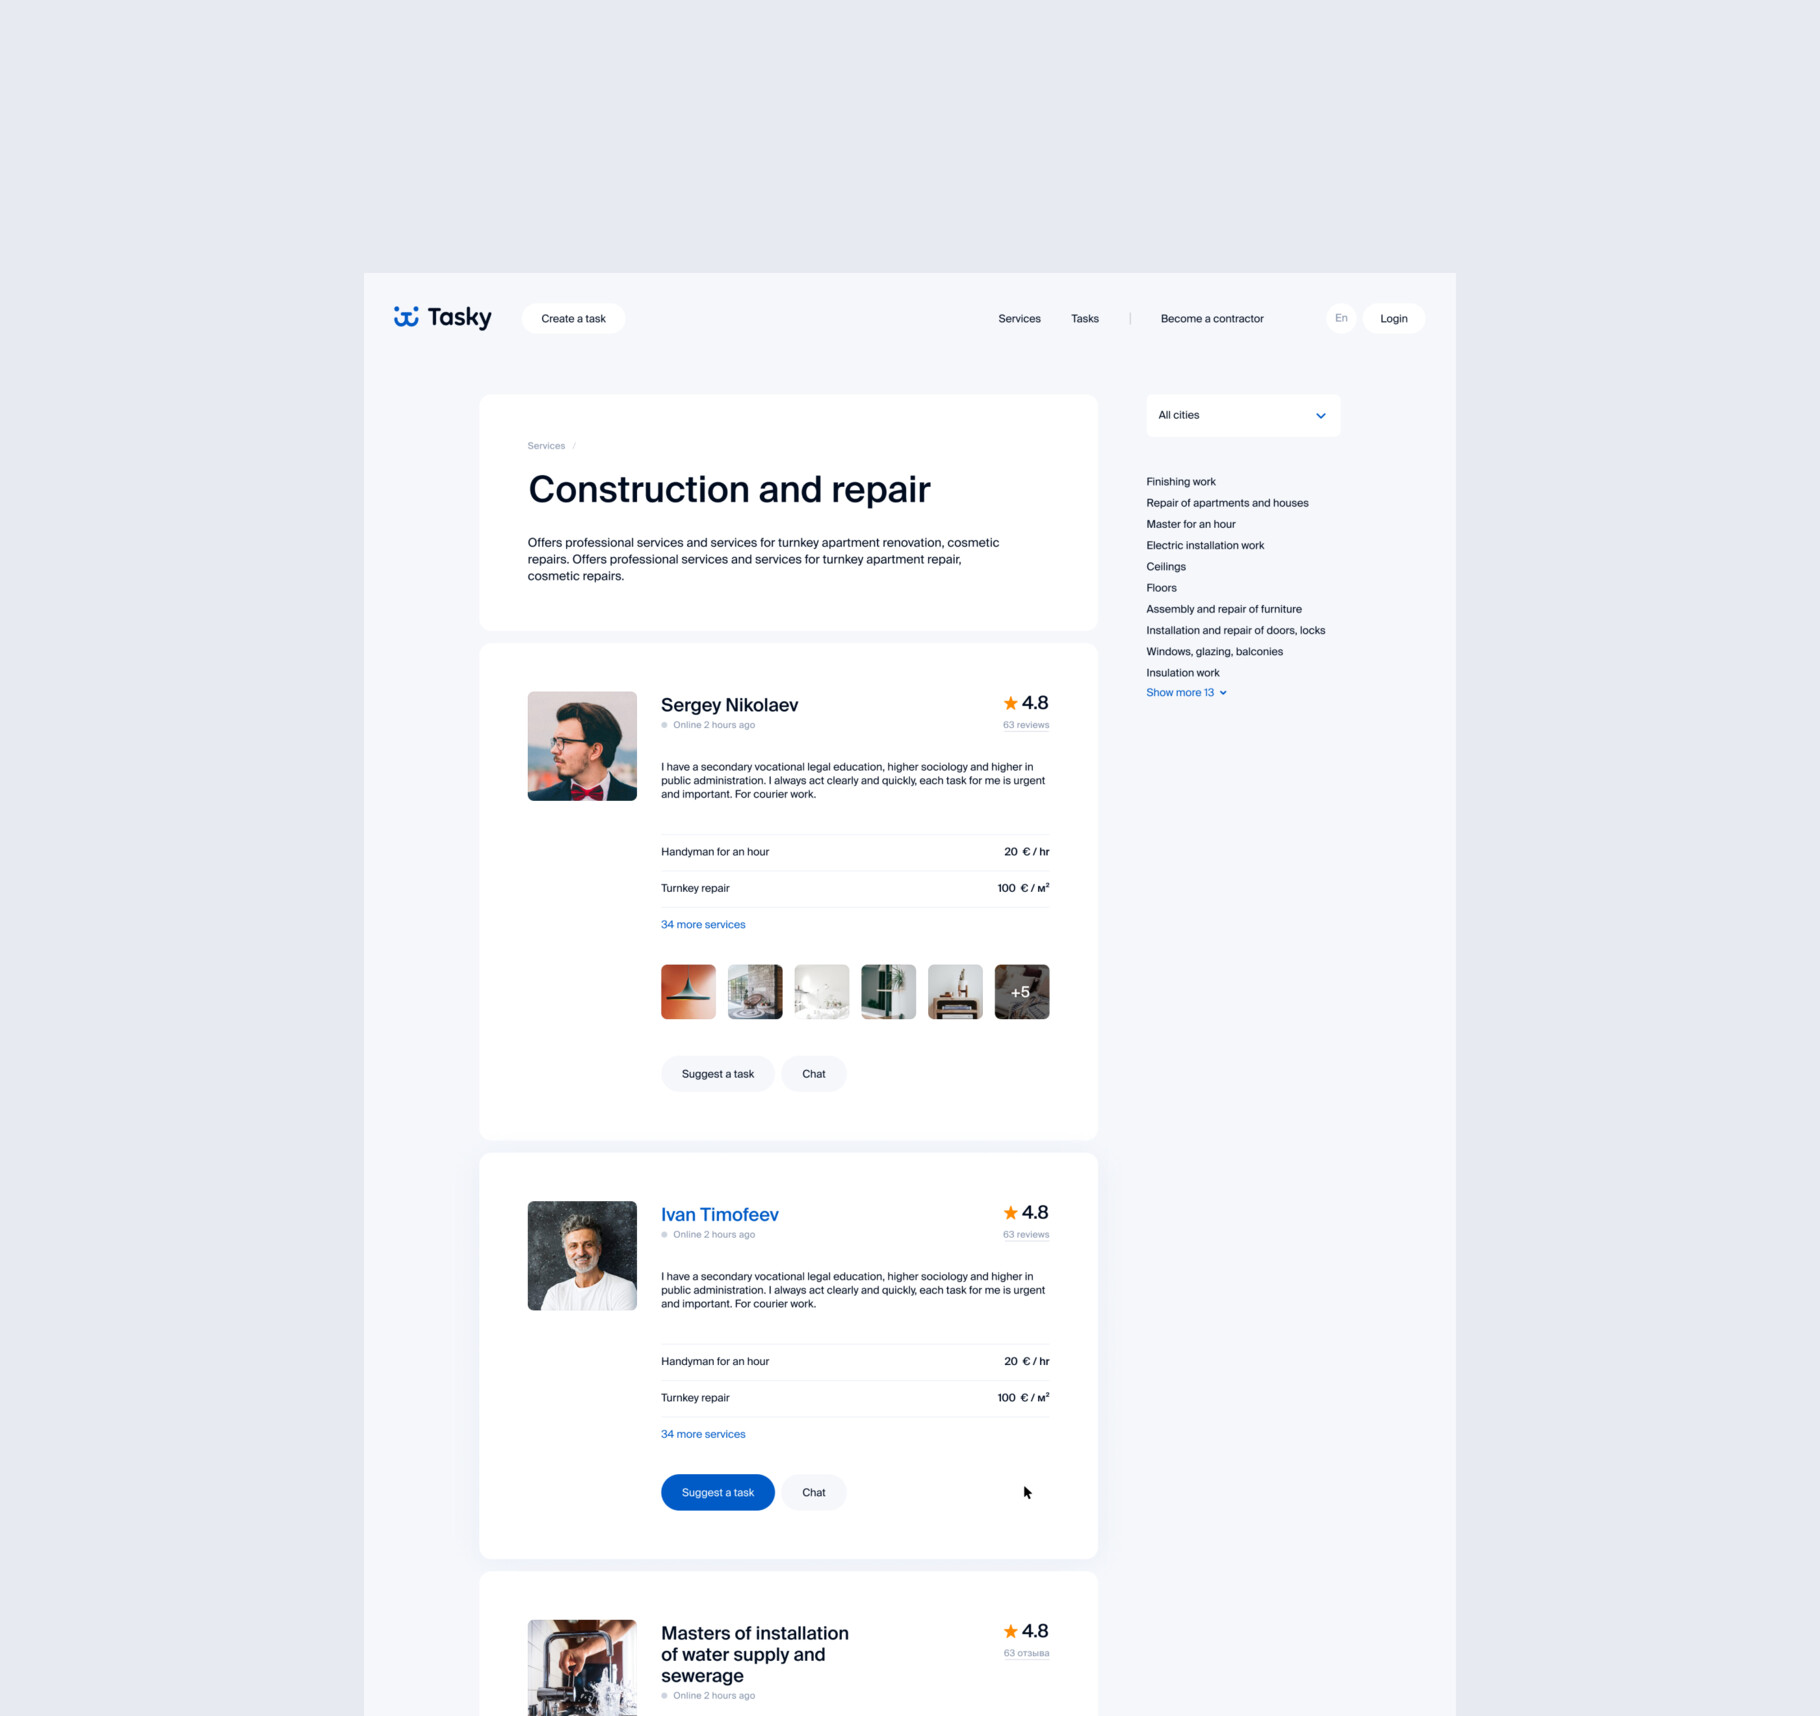 Tasky
Create a task
Services
Tasks
|
Become a contractor
En
Login
Services /
Construction and repair
Offers professional services and services for turnkey apartment renovation, cosmetic
repairs. Offers professional services and services for turnkey apartment repair,
cosmetic repairs.
All cities
Finishing work
Repair of apartments and houses
Master for an hour
Electric installation work
Ceilings
Floors
Assembly and repair of furniture
Installation and repair of doors, locks
Windows, glazing, balconies
Insulation work
Show more 13
Sergey Nikolaev
4.8
Online 2 hours ago
63 reviews
I have a secondary vocational legal education, higher sociology and higher in
public administration. I always act clearly and quickly, each task for me is urgent
and important. For courier work.
Handyman for an hour
20 € / hr
Turnkey repair
100 € / м²
34 more services
+5
Suggest a task
Chat
Ivan Timofeev
4.8
Online 2 hours ago
63 reviews
I have a secondary vocational legal education, higher sociology and higher in
public administration. I always act clearly and quickly, each task for me is urgent
and important. For courier work.
Handyman for an hour
20 € / hr
Turnkey repair
100 € / м²
34 more services
Suggest a task
Chat
Masters of installation
of water supply and
sewerage
4.8
63 отзыва
Online 2 hours ago